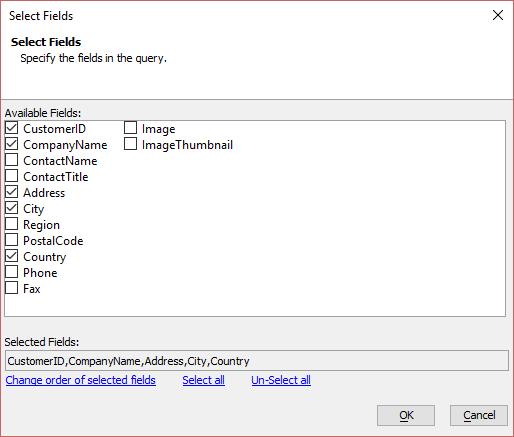 Select Fields
Select Fields
Specify the fields in the query.
Available Fields:
CustomerID
CompanyName
ContactName
ContactTitle
Address
City
Region
PostalCode
Country
Phone
Fax
Image
ImageThumbnail
Selected Fields:
CustomerID,CompanyName,Address,City,Country
Change order of selected fields Select all Un-Select all
OK Cancel